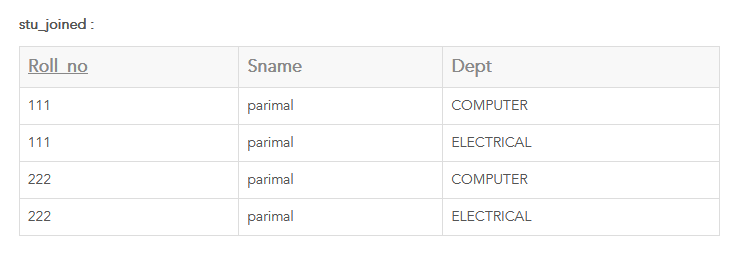 stu_joined :
Roll_no Sname Dept
111 parimal COMPUTER
111 parimal ELECTRICAL
222 parimal COMPUTER
222 parimal ELECTRICAL